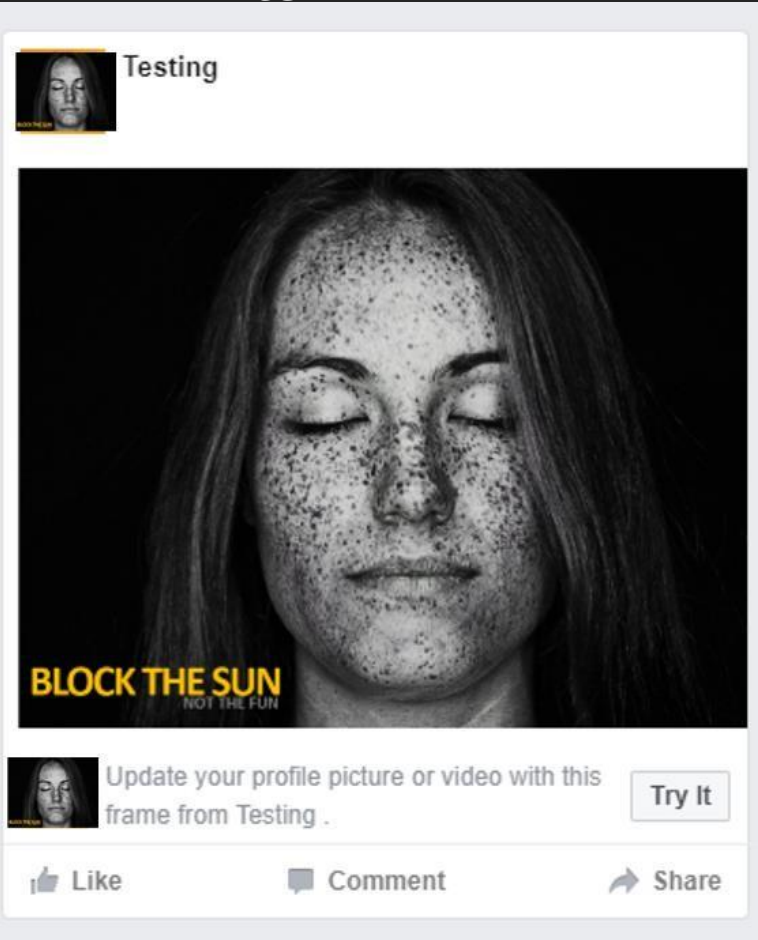 Testing
BLOCK THE SUN
NOT THE FUN
Update your profile picture or video with this
frame from Testing .
Try It
Like
Comment
Share